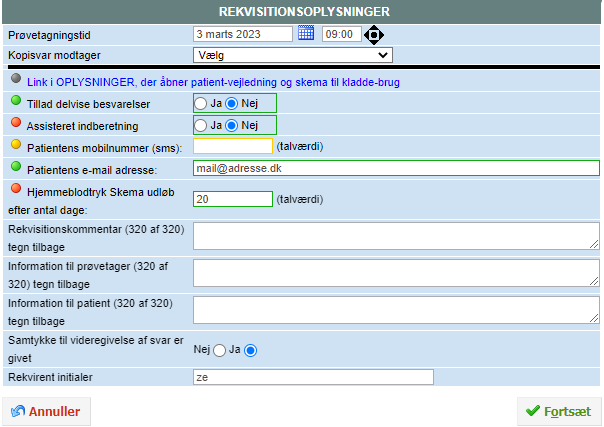 REKVISITIONSOPLYSNINGER
Prøvetagningstid 3 marts 2023 09:00
Kopisvar modtager Vælg
Link i OPLYSNINGER, der åbner patient-vejledning og skema til kladde-brug
Tillad delvise besvarelser Ja Nej
Assisteret indberetning Ja Nej
Patientens mobilnummer (sms): (talværdi)
Patientens e-mail adresse: mail@adresse.dk
Hjemmeblodtryk Skema udløb
efter antal dage: 20 (talværdi)
Rekvisitionskommentar (320 af 320)
tegn tilbage
Information til prøvetager (320 af
320) tegn tilbage
Information til patient (320 af 320)
tegn tilbage
Samtykke til videregivelse af svar er
givet Nej Ja
Rekvirent initialer ze
Annuller Fortsæt